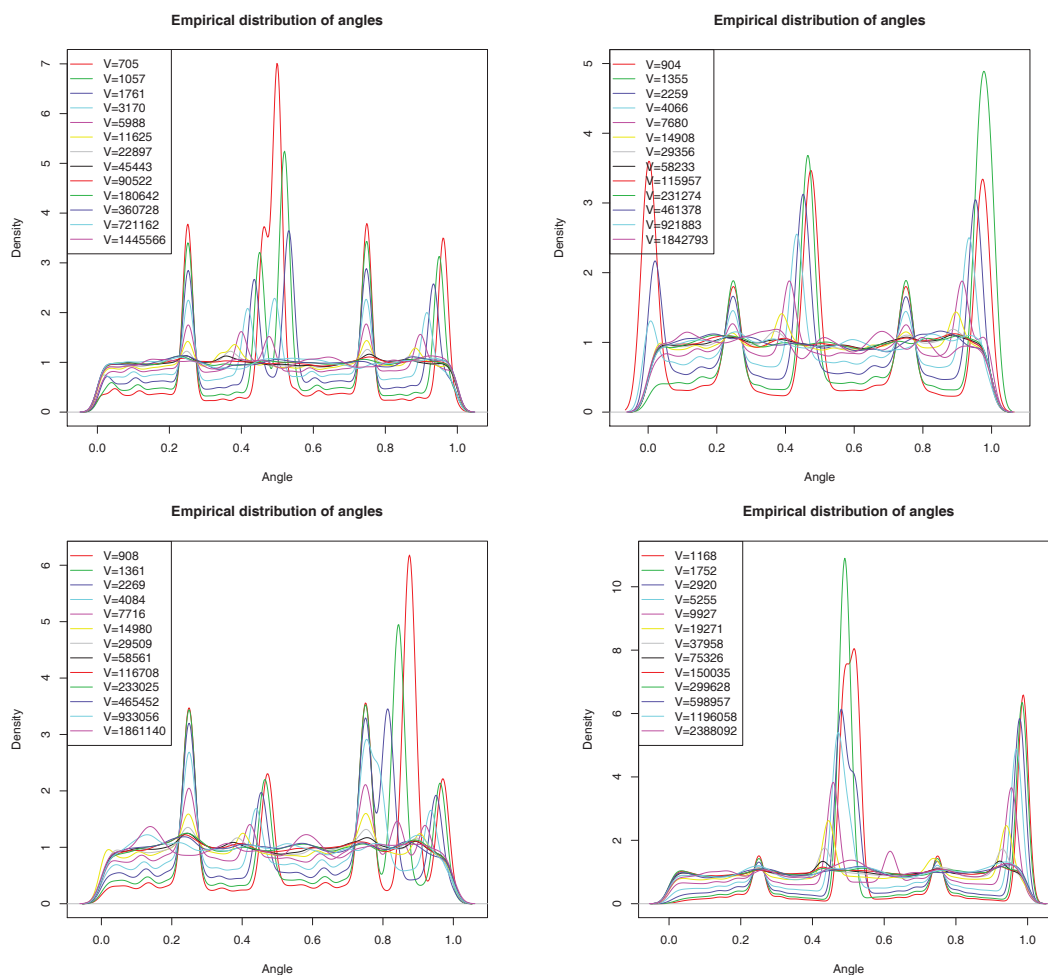 Empirical distribution of angles
V=705
V=1057
V=1761
V=3170
V=5988
V=11625
V=22897
V=45443
V=90522
V=180642
V=360728
V=721162
V=1445566
Density
0
1
2
3
4
5
6
7
0.0 0.2 0.4 0.6 0.8 1.0
Angle
Empirical distribution of angles
V=904
V=1355
V=2259
V=4066
V=7680
V=14908
V=29356
V=58233
V=115957
V=231274
V=461378
V=921883
V=1842793
Density
0
1
2
3
4
5
0.0 0.2 0.4 0.6 0.8 1.0
Angle
Empirical distribution of angles
V=908
V=1361
V=2269
V=4084
V=7716
V=14980
V=29509
V=58561
V=116708
V=233025
V=465452
V=933056
V=1861140
Density
0
1
2
3
4
5
6
0.0 0.2 0.4 0.6 0.8 1.0
Angle
Empirical distribution of angles
V=1168
V=1752
V=2920
V=5255
V=9927
V=19271
V=37958
V=75326
V=150035
V=299628
V=598957
V=1196058
V=2388092
Density
0
2
4
6
8
10
0.0 0.2 0.4 0.6 0.8 1.0
Angle